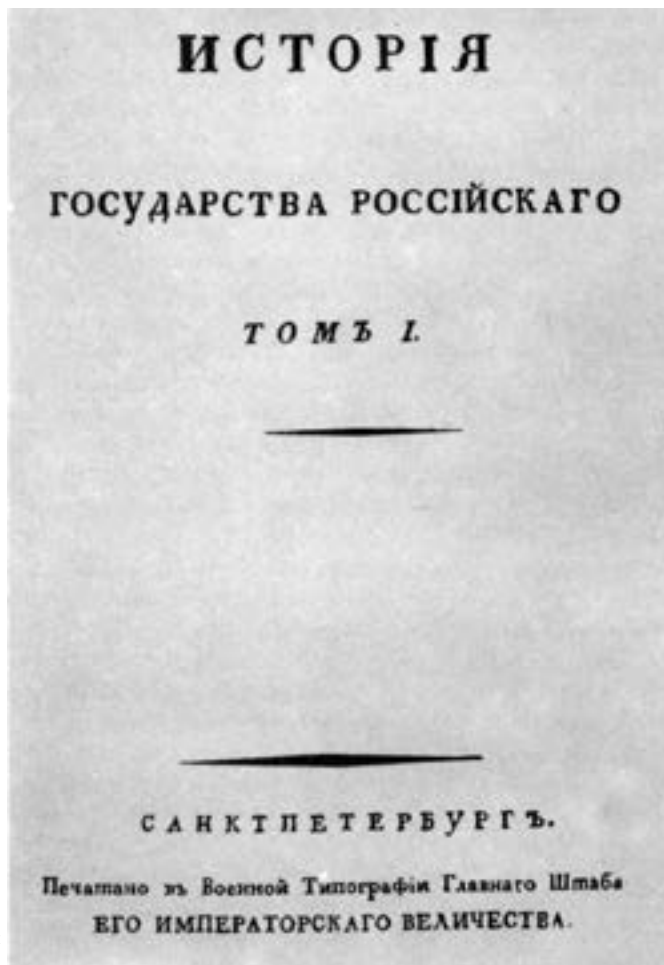 ИСТОРІЯ
ГОСУДАРСТВА РОССІЙСКАГО
ТОМЪ I.
САНКТПЕТЕРБУРГЪ.
Печатано въ Военной Типографіи Главнаго Штаба
ЕГО ИМПЕРАТОРСКАГО ВЕЛИЧЕСТВА.